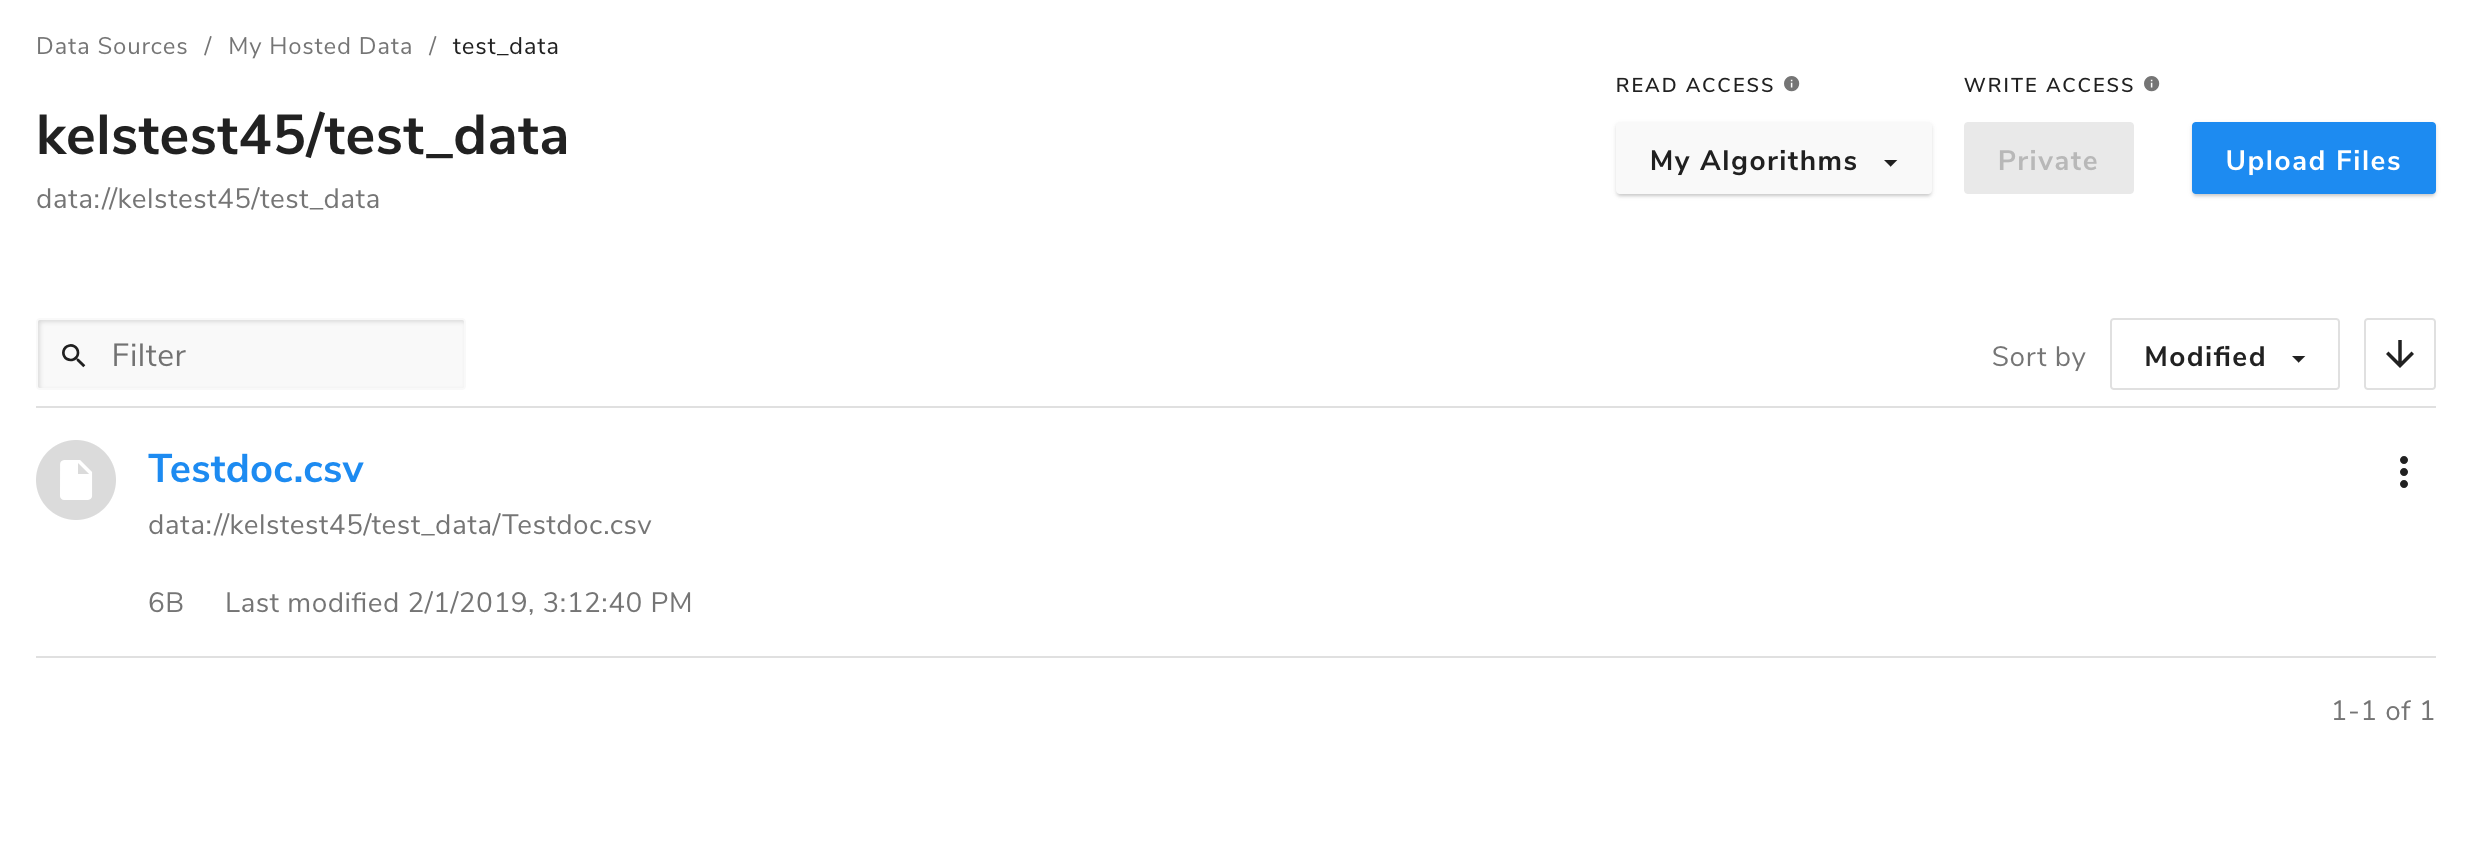 Data Sources / My Hosted Data / test_data
READ ACCESS
WRITE ACCESS
kelstest45/test_data
data://kelstest45/test_data
My Algorithms
Private
Upload Files
Filter
Sort by
Modified
Testdoc.csv
data://kelstest45/test_data/Testdoc.csv
6B Last modified 2/1/2019, 3:12:40 PM
1-1 of 1